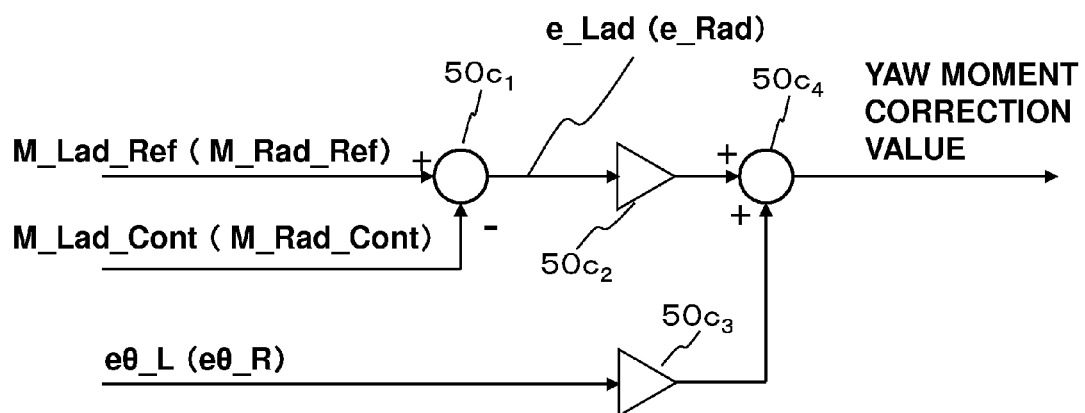 e_Lad (e_Rad)
50c₁
50c₄
YAW MOMENT
CORRECTION
VALUE
M_Lad_Ref ( M_Rad_Ref)
+
+
+
M_Lad_Cont ( M_Rad_Cont)
-
50c₂
50c₃
eθ_L (eθ_R)